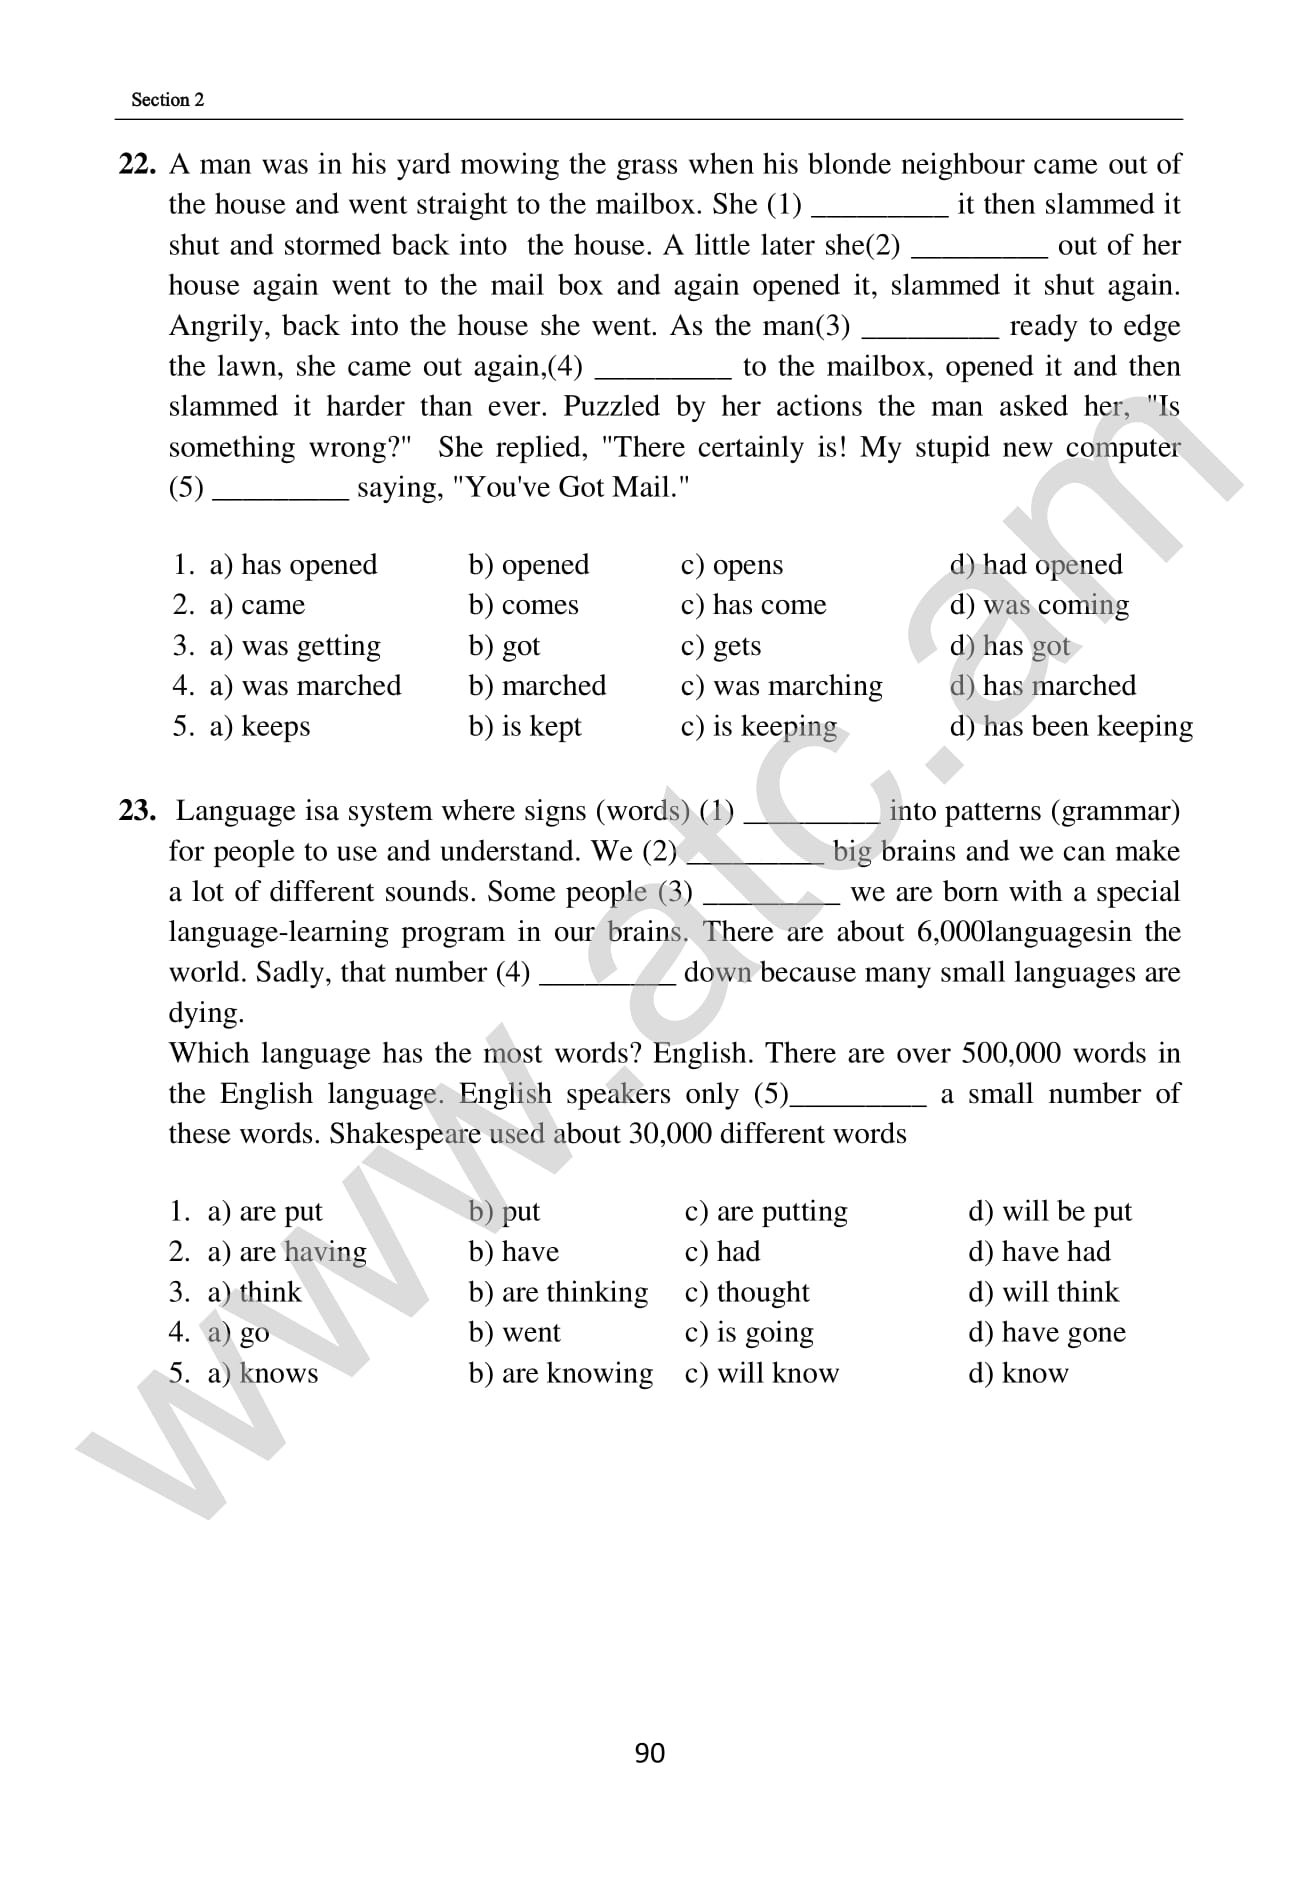 Section 2
22. A man was in his yard mowing the grass when his blonde neighbour came out of
the house and went straight to the mailbox. She (1) _________ it then slammed it
shut and stormed back into the house. A little later she(2) _________ out of her
house again went to the mail box and again opened it, slammed it shut again.
Angrily, back into the house she went. As the man(3) _________ ready to edge
the lawn, she came out again,(4) _________ to the mailbox, opened it and then
slammed it harder than ever. Puzzled by her actions the man asked her, "Is
something wrong?" She replied, "There certainly is! My stupid new computer
(5) _________ saying, "You've Got Mail."
1. a) has opened b) opened c) opens d) had opened
2. a) came b) comes c) has come d) was coming
3. a) was getting b) got c) gets d) has got
4. a) was marched b) marched c) was marching d) has marched
5. a) keeps b) is kept c) is keeping d) has been keeping
23. Language isa system where signs (words) (1) _________ into patterns (grammar)
for people to use and understand. We (2) _________ big brains and we can make
a lot of different sounds. Some people (3) _________ we are born with a special
language-learning program in our brains. There are about 6,000languagesin the
world. Sadly, that number (4) _________ down because many small languages are
dying.
Which language has the most words? English. There are over 500,000 words in
the English language. English speakers only (5)_________ a small number of
these words. Shakespeare used about 30,000 different words
1. a) are put b) put c) are putting d) will be put
2. a) are having b) have c) had d) have had
3. a) think b) are thinking c) thought d) will think
4. a) go b) went c) is going d) have gone
5. a) knows b) are knowing c) will know d) know
90
www.atc.am